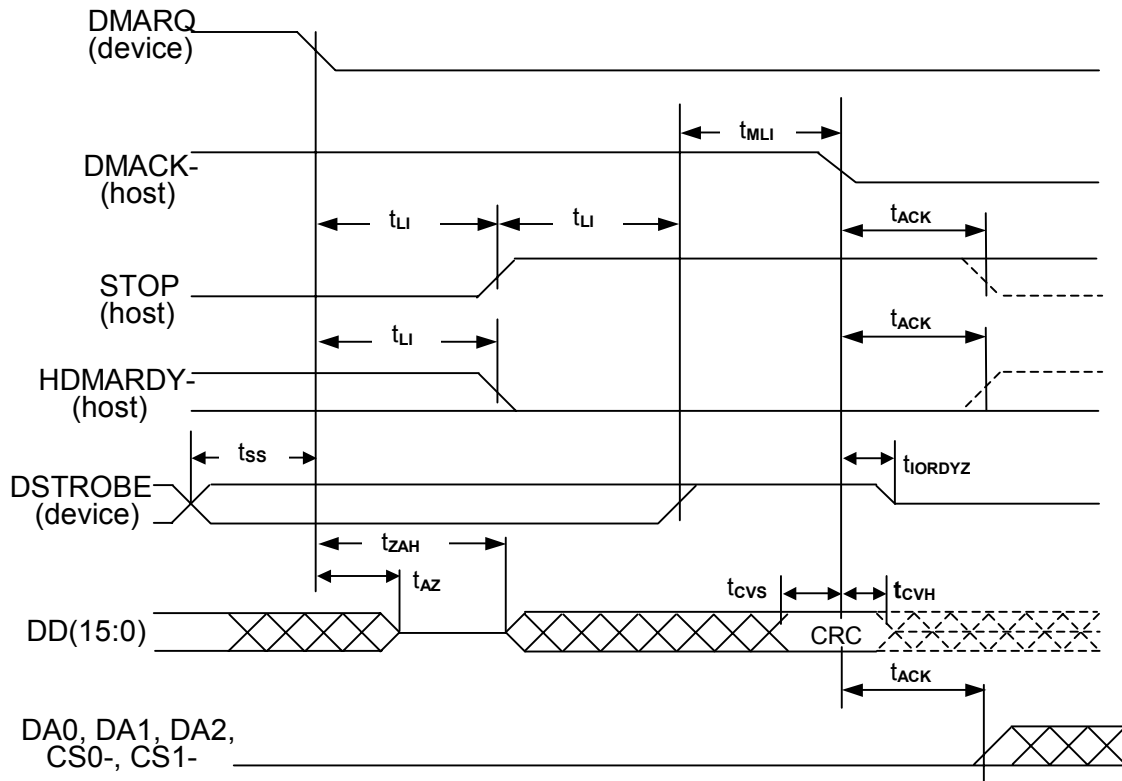 DMARQ
(device)
tMLI
DMACK-
(host)
tLI
tLI
tACK
STOP
(host)
tLI
tACK
HDMARDY-
(host)
tSS
tIORDYZ
DSTROBE
(device)
tZAH
tAZ
tCVS
tCVH
DD(15:0)
CRC
tACK
DA0, DA1, DA2,
CS0-, CS1-